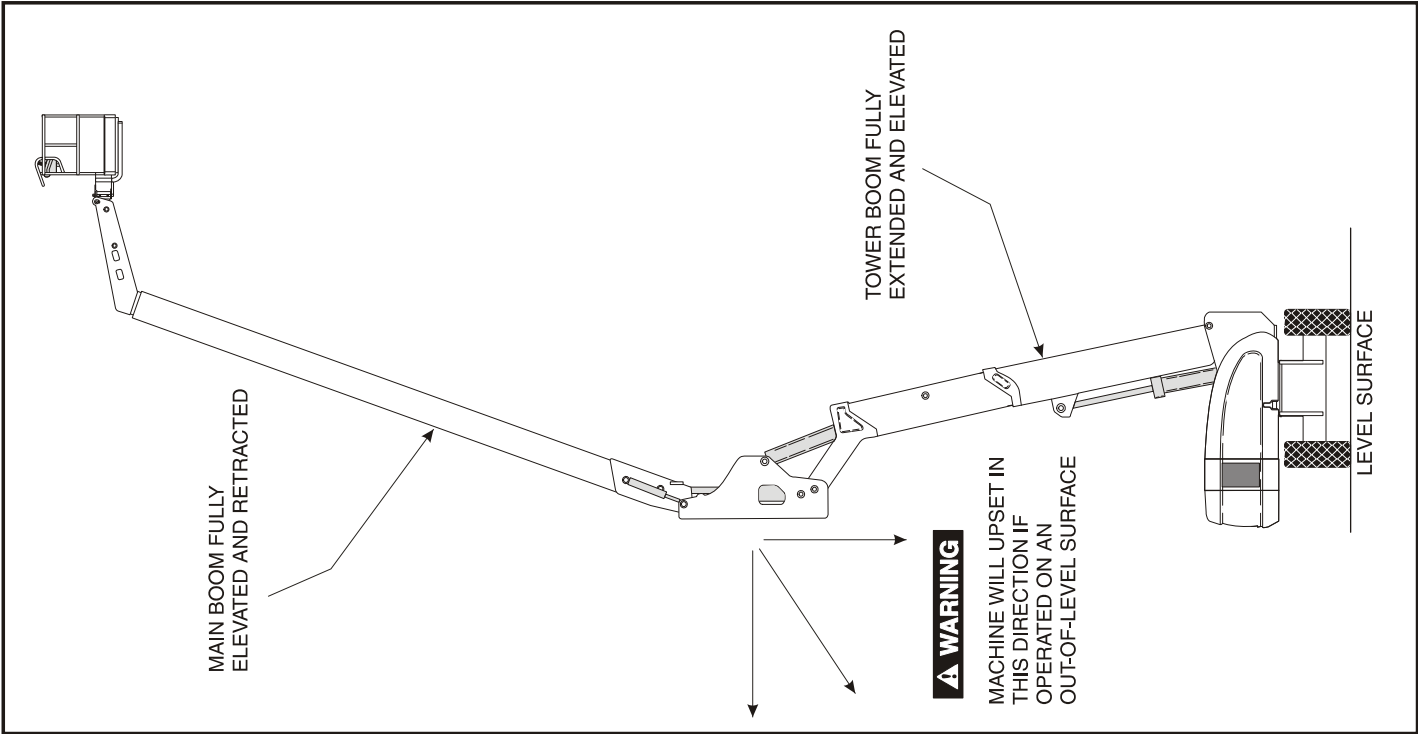 MAIN BOOM FULLY
ELEVATED AND RETRACTED
TOWER BOOM FULLY
EXTENDED AND ELEVATED
WARNING
MACHINE WILL UPSET IN
THIS DIRECTION IF
OPERATED ON AN
OUT-OF-LEVEL SURFACE
LEVEL SURFACE